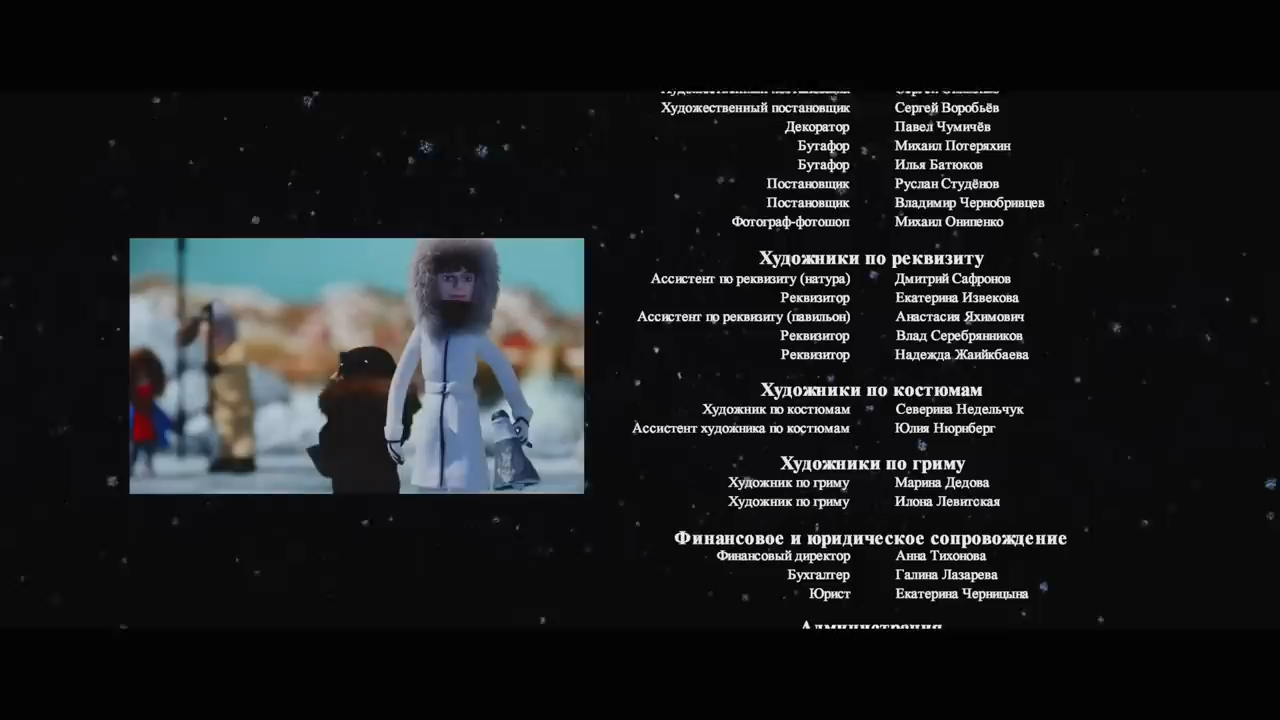 Художественный постановщик Сергей Воробьёв
Декоратор Павел Чумичёв
Бутафор Михаил Потеряхин
Бутафор Илья Батюков
Постановщик Руслан Студёнов
Постановщик Владимир Чернобривцев
Фотограф-фотошоп Михаил Онипенко
Художники по реквизиту
Ассистент по реквизиту (натура) Дмитрий Сафронов
Реквизитор Екатерина Извекова
Ассистент по реквизиту (павильон) Анастасия Яхимович
Реквизитор Влад Серебрянников
Реквизитор Надежда Жаийкбаева
Художники по костюмам
Художник по костюмам Северина Недельчук
Ассистент художника по костюмам Юлия Нюрнберг
Художники по гриму
Художник по гриму Марина Дедова
Художник по гриму Илона Левитская
Финансовое и юридическое сопровождение
Финансовый директор Анна Тихонова
Бухгалтер Галина Лазарева
Юрист Екатерина Черницына
Администрация